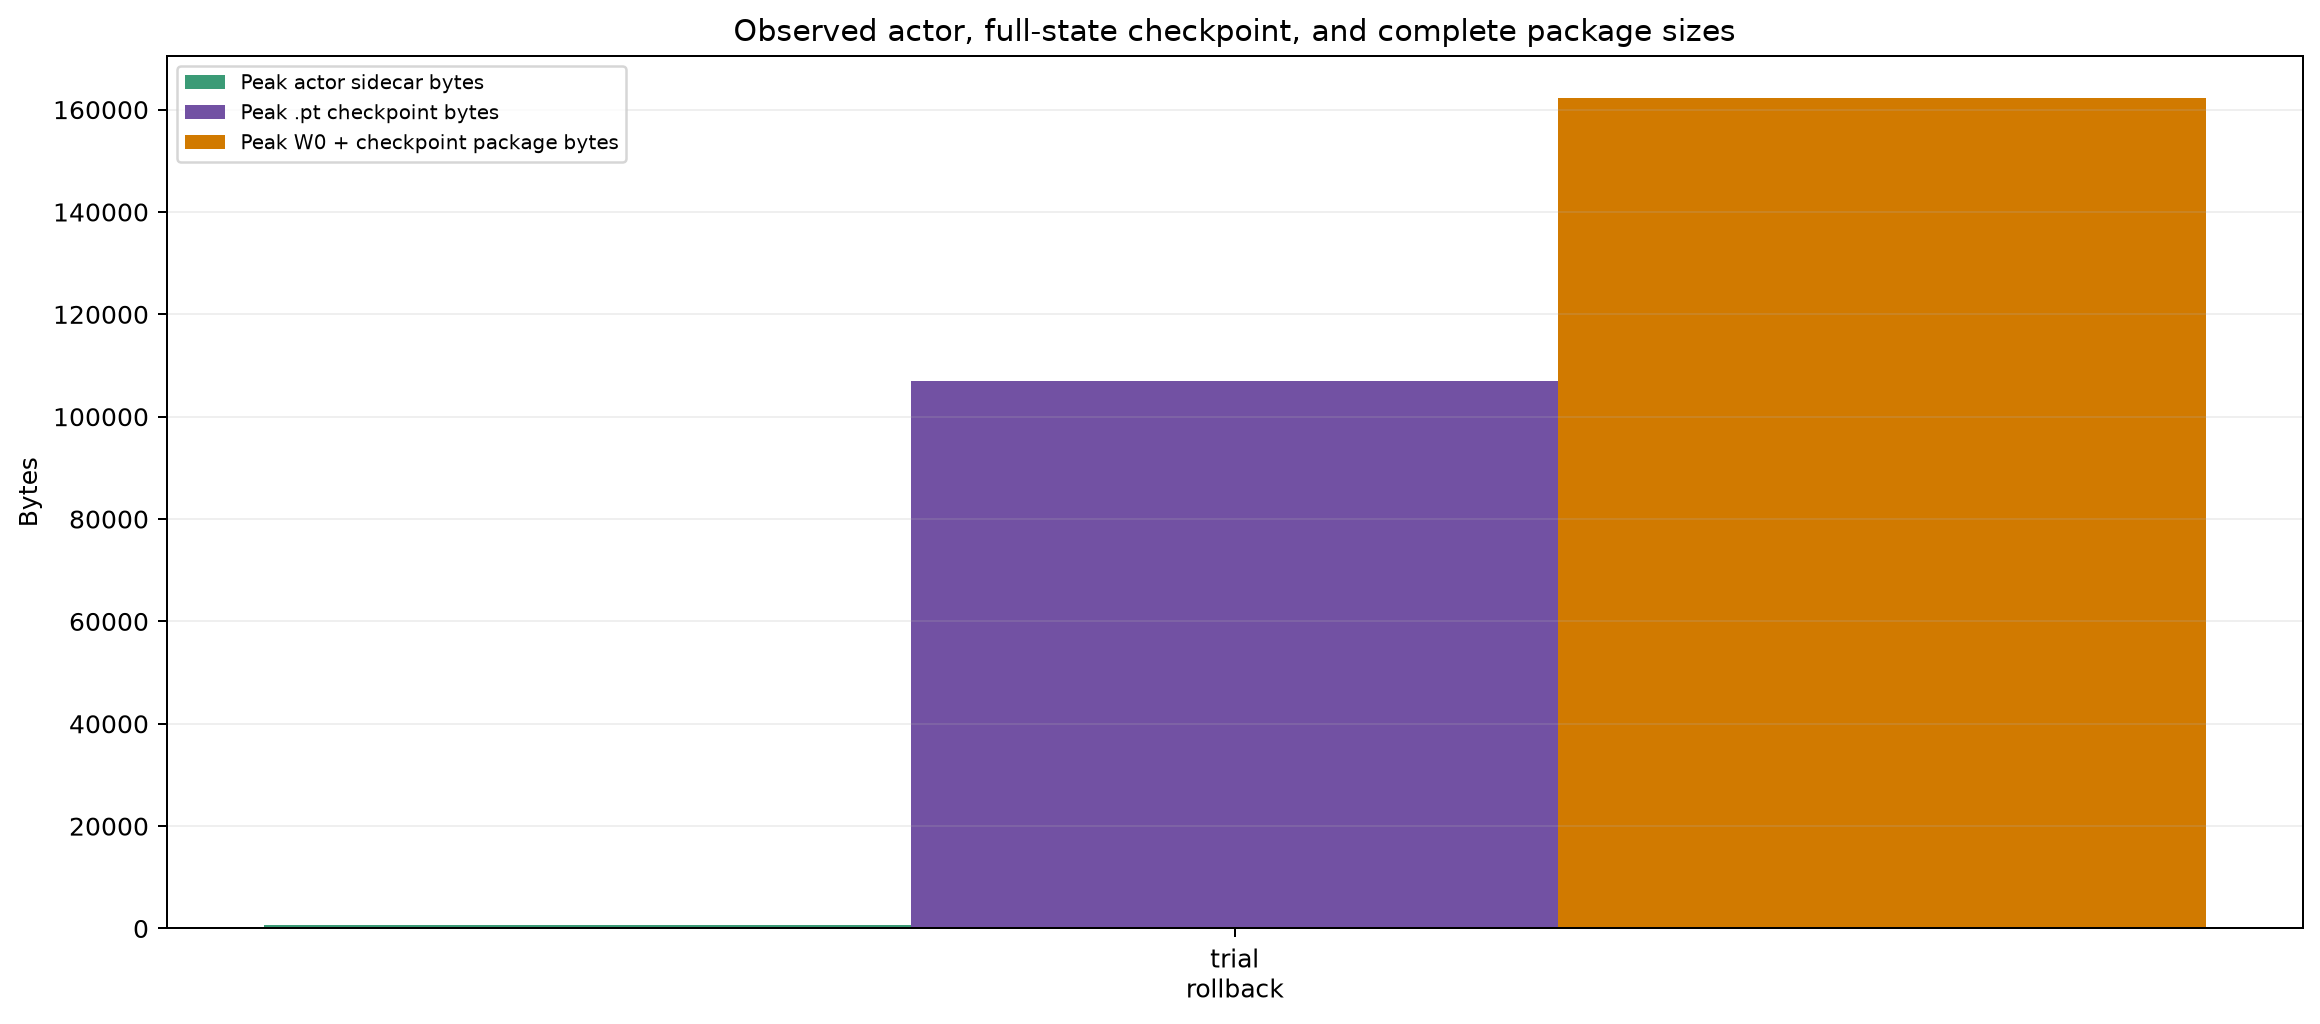 Observed actor, full-state checkpoint, and complete package sizes
Peak actor sidecar bytes
Peak .pt checkpoint bytes
Peak W0 + checkpoint package bytes
160000
140000
120000
100000
80000
60000
40000
20000
0
Bytes
trial
rollback